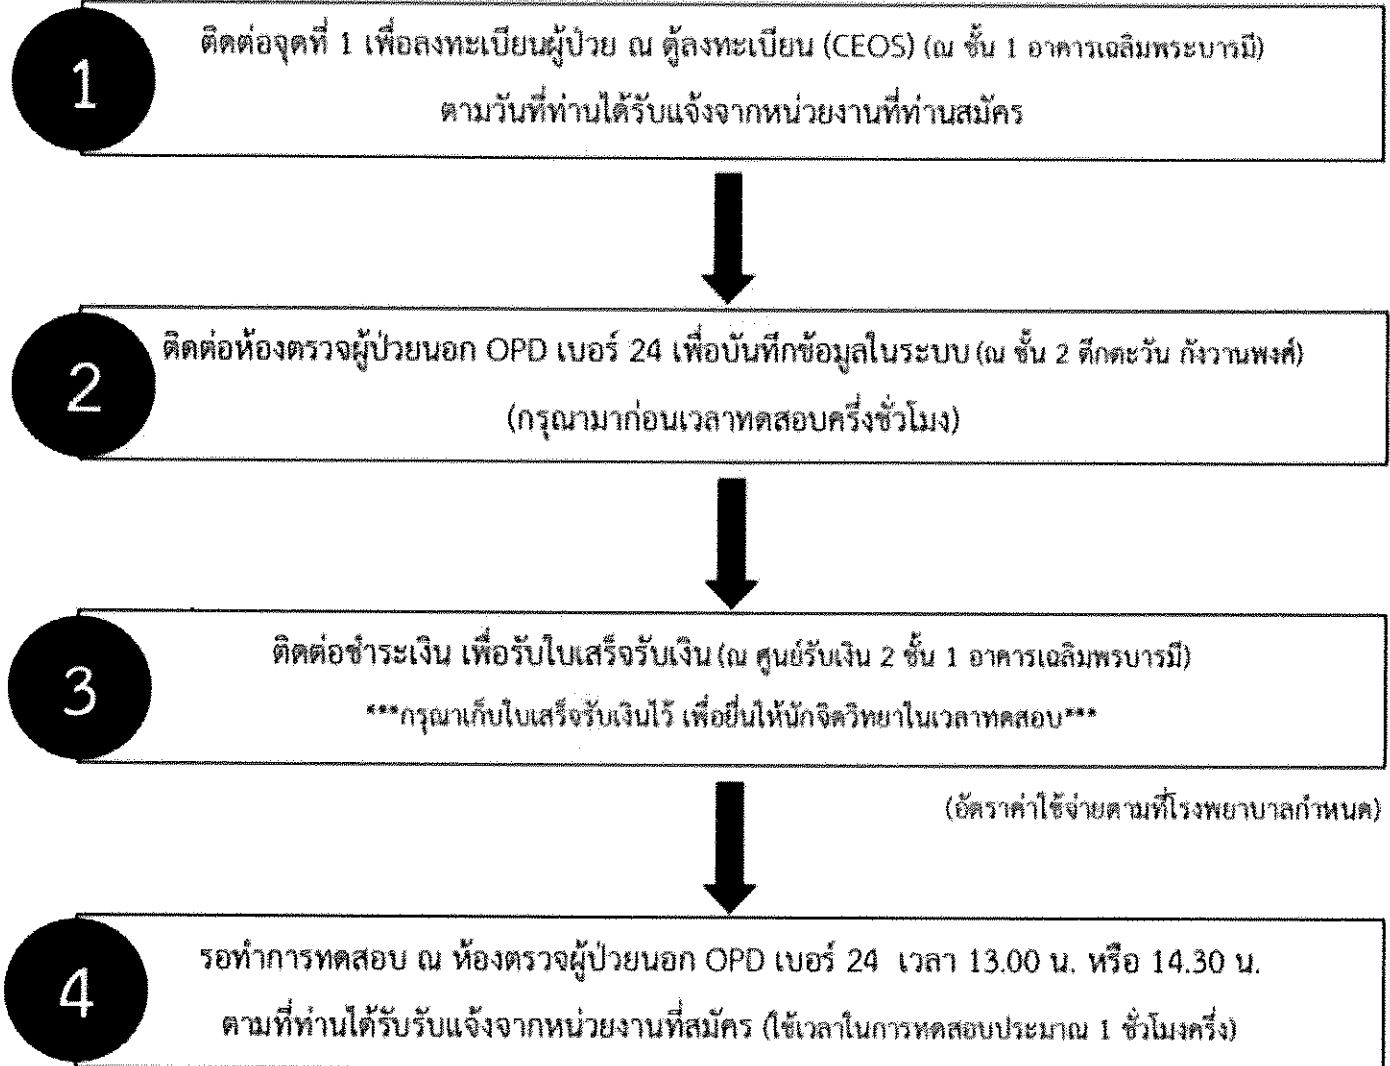 1
ติดต่อจุดที่ 1 เพื่อลงทะเบียนผู้ป่วย ณ ตู้ลงทะเบียน (CEOS) (ณ ชั้น 1 อาคารเฉลิมพระบารมี)
ตามวันที่ท่านได้รับแจ้งจากหน่วยงานที่ท่านสมัคร
2
ติดต่อห้องตรวจผู้ป่วยนอก OPD เบอร์ 24 เพื่อบันทึกข้อมูลในระบบ (ณ ชั้น 2 ตึกตะวัน กังวานพงศ์)
(กรุณามาก่อนเวลาทดสอบครึ่งชั่วโมง)
3
ติดต่อชำระเงิน เพื่อรับใบเสร็จรับเงิน (ณ ศูนย์รับเงิน 2 ชั้น 1 อาคารเฉลิมพรบารมี)
***กรุณาเก็บใบเสร็จรับเงินไว้ เพื่อยื่นให้นักจิตวิทยาในเวลาทดสอบ***
(อัตราค่าใช้จ่ายตามที่โรงพยาบาลกำหนด)
4
รอทำการทดสอบ ณ ห้องตรวจผู้ป่วยนอก OPD เบอร์ 24 เวลา 13.00 น. หรือ 14.30 น.
ตามที่ท่านได้รับรับแจ้งจากหน่วยงานที่สมัคร (ใช้เวลาในการทดสอบประมาณ 1 ชั่วโมงครึ่ง)